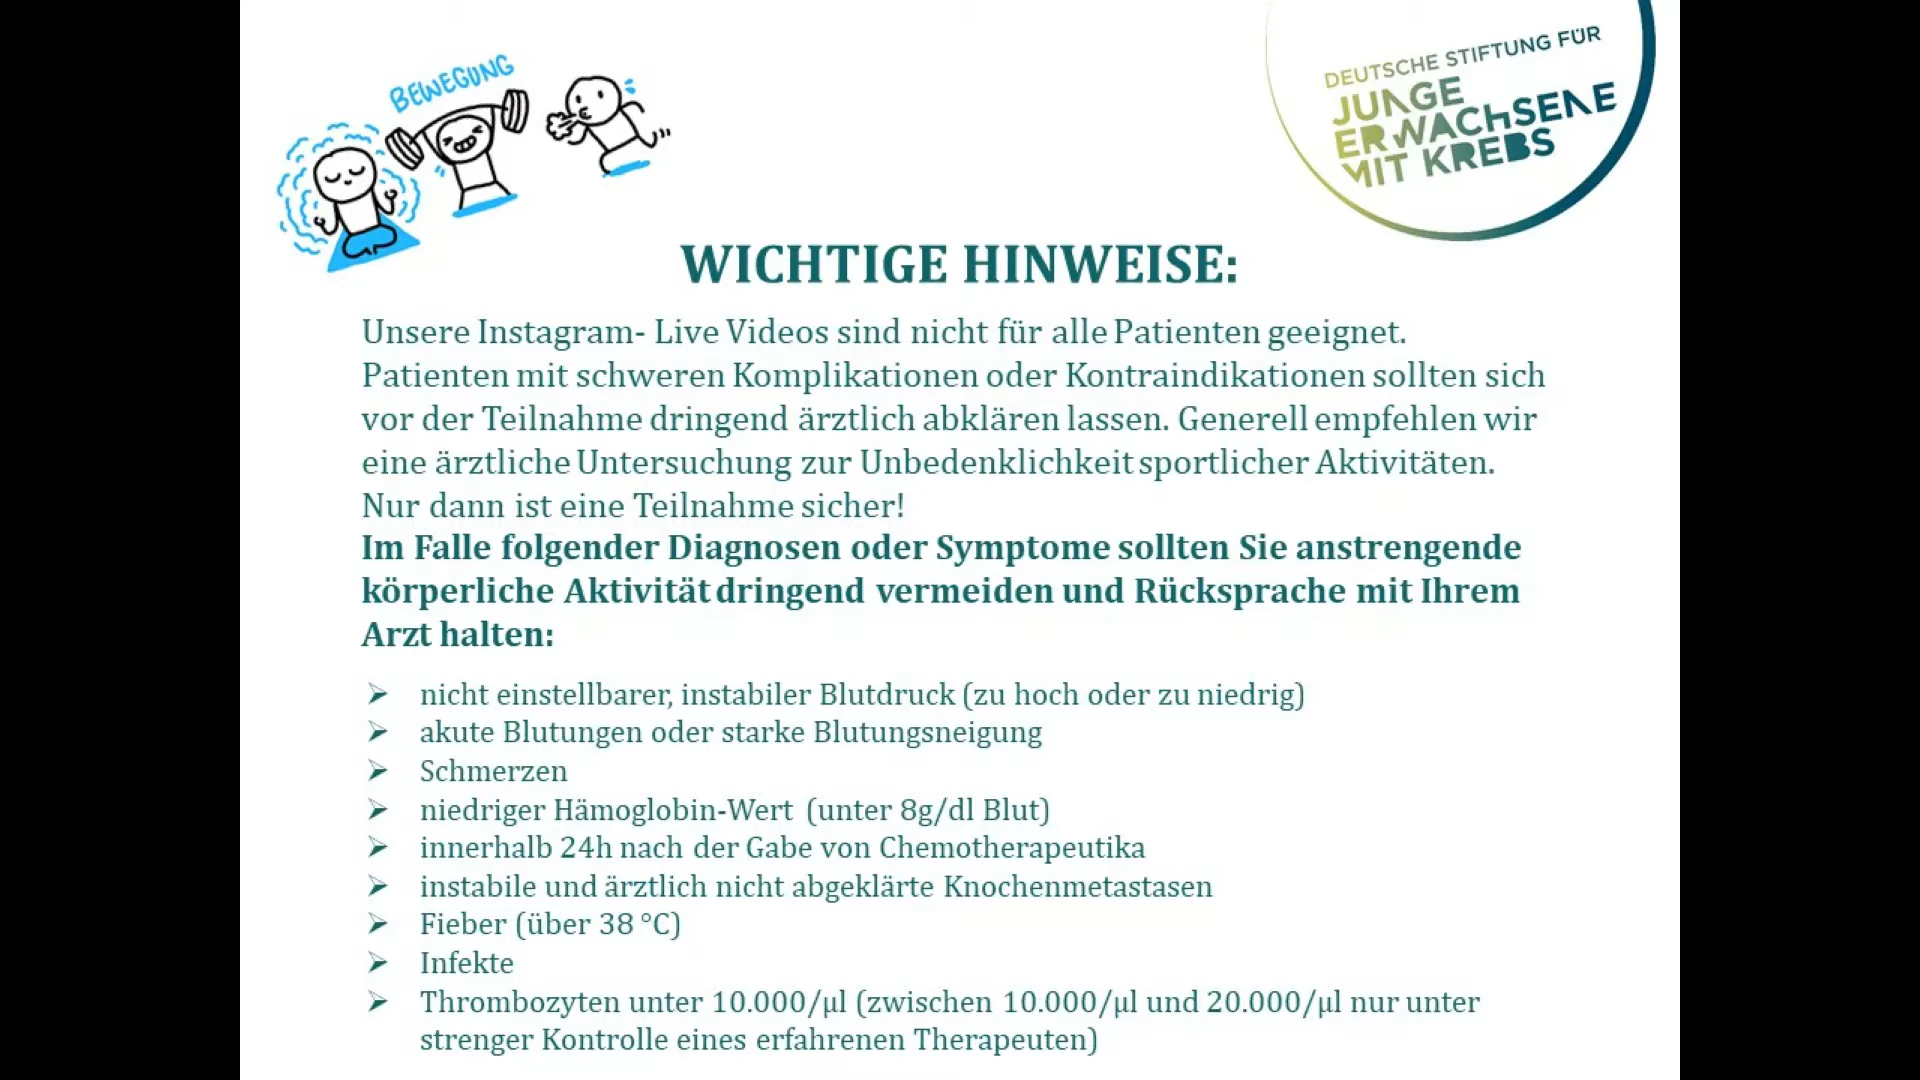 BEWEGUNG
DEUTSCHE STIFTUNG FÜR
JUNGE
ERWACHSENE
MIT KREBS
WICHTIGE HINWEISE:
Unsere Instagram- Live Videos sind nicht für alle Patienten geeignet.
Patienten mit schweren Komplikationen oder Kontraindikationen sollten sich
vor der Teilnahme dringend ärztlich abklären lassen. Generell empfehlen wir
eine ärztliche Untersuchung zur Unbedenklichkeit sportlicher Aktivitäten.
Nur dann ist eine Teilnahme sicher!
Im Falle folgender Diagnosen oder Symptome sollten Sie anstrengende
körperliche Aktivität dringend vermeiden und Rücksprache mit Ihrem
Arzt halten:
➢ nicht einstellbarer, instabiler Blutdruck (zu hoch oder zu niedrig)
➢ akute Blutungen oder starke Blutungsneigung
➢ Schmerzen
➢ niedriger Hämoglobin-Wert (unter 8g/dl Blut)
➢ innerhalb 24h nach der Gabe von Chemotherapeutika
➢ instabile und ärztlich nicht abgeklärte Knochenmetastasen
➢ Fieber (über 38 °C)
➢ Infekte
➢ Thrombozyten unter 10.000/µl (zwischen 10.000/µl und 20.000/µl nur unter
strenger Kontrolle eines erfahrenen Therapeuten)